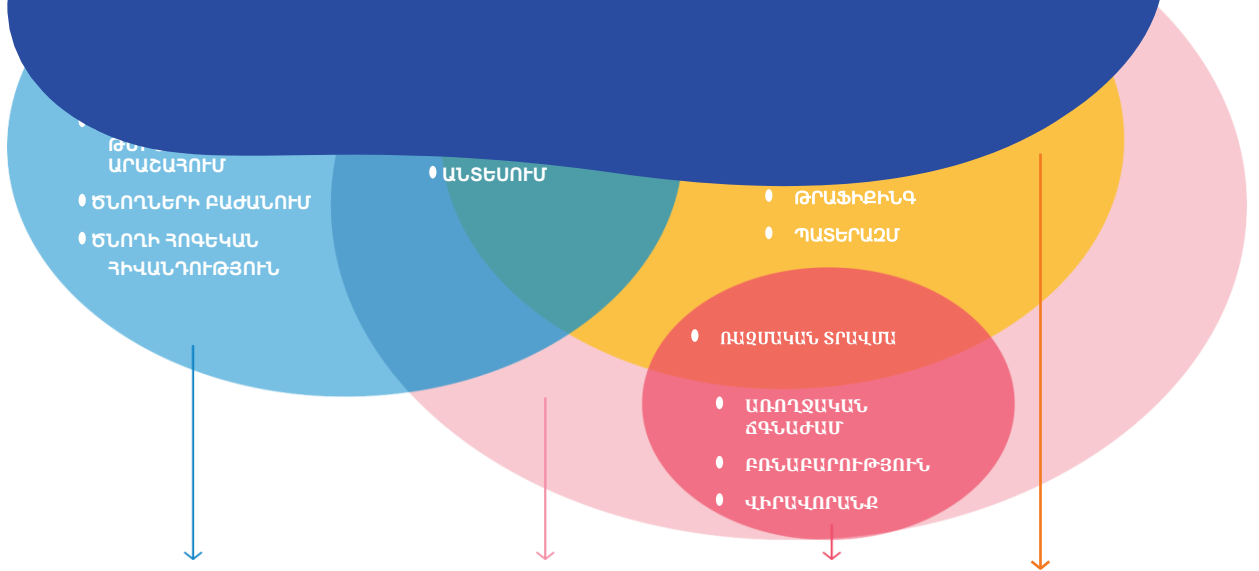 ԱՐԱՇԱՀՈՒՄ
ԾՆՈՂՆԵՐԻ ԲԱԺԱՆՈՒՄ
ԾՆՈՂԻ ՀՈԳԵԿԱՆ
ՀԻՎԱՆԴՈՒԹՅՈՒՆ
ԱՆՏԵՍՈՒՄ
ԹՐԱՖԻՔԻՆԳ
ՊԱՏԵՐԱԶՄ
ՌԱԶՄԱԿԱՆ ՏՐԱՎՄԱ
ԱՌՈՂՋԱԿԱՆ
ՃԳՆԱԺԱՄ
ԲՌՆԱԲԱՐՈՒԹՅՈՒՆ
ՎԻՐԱՎՈՐԱՆՔ